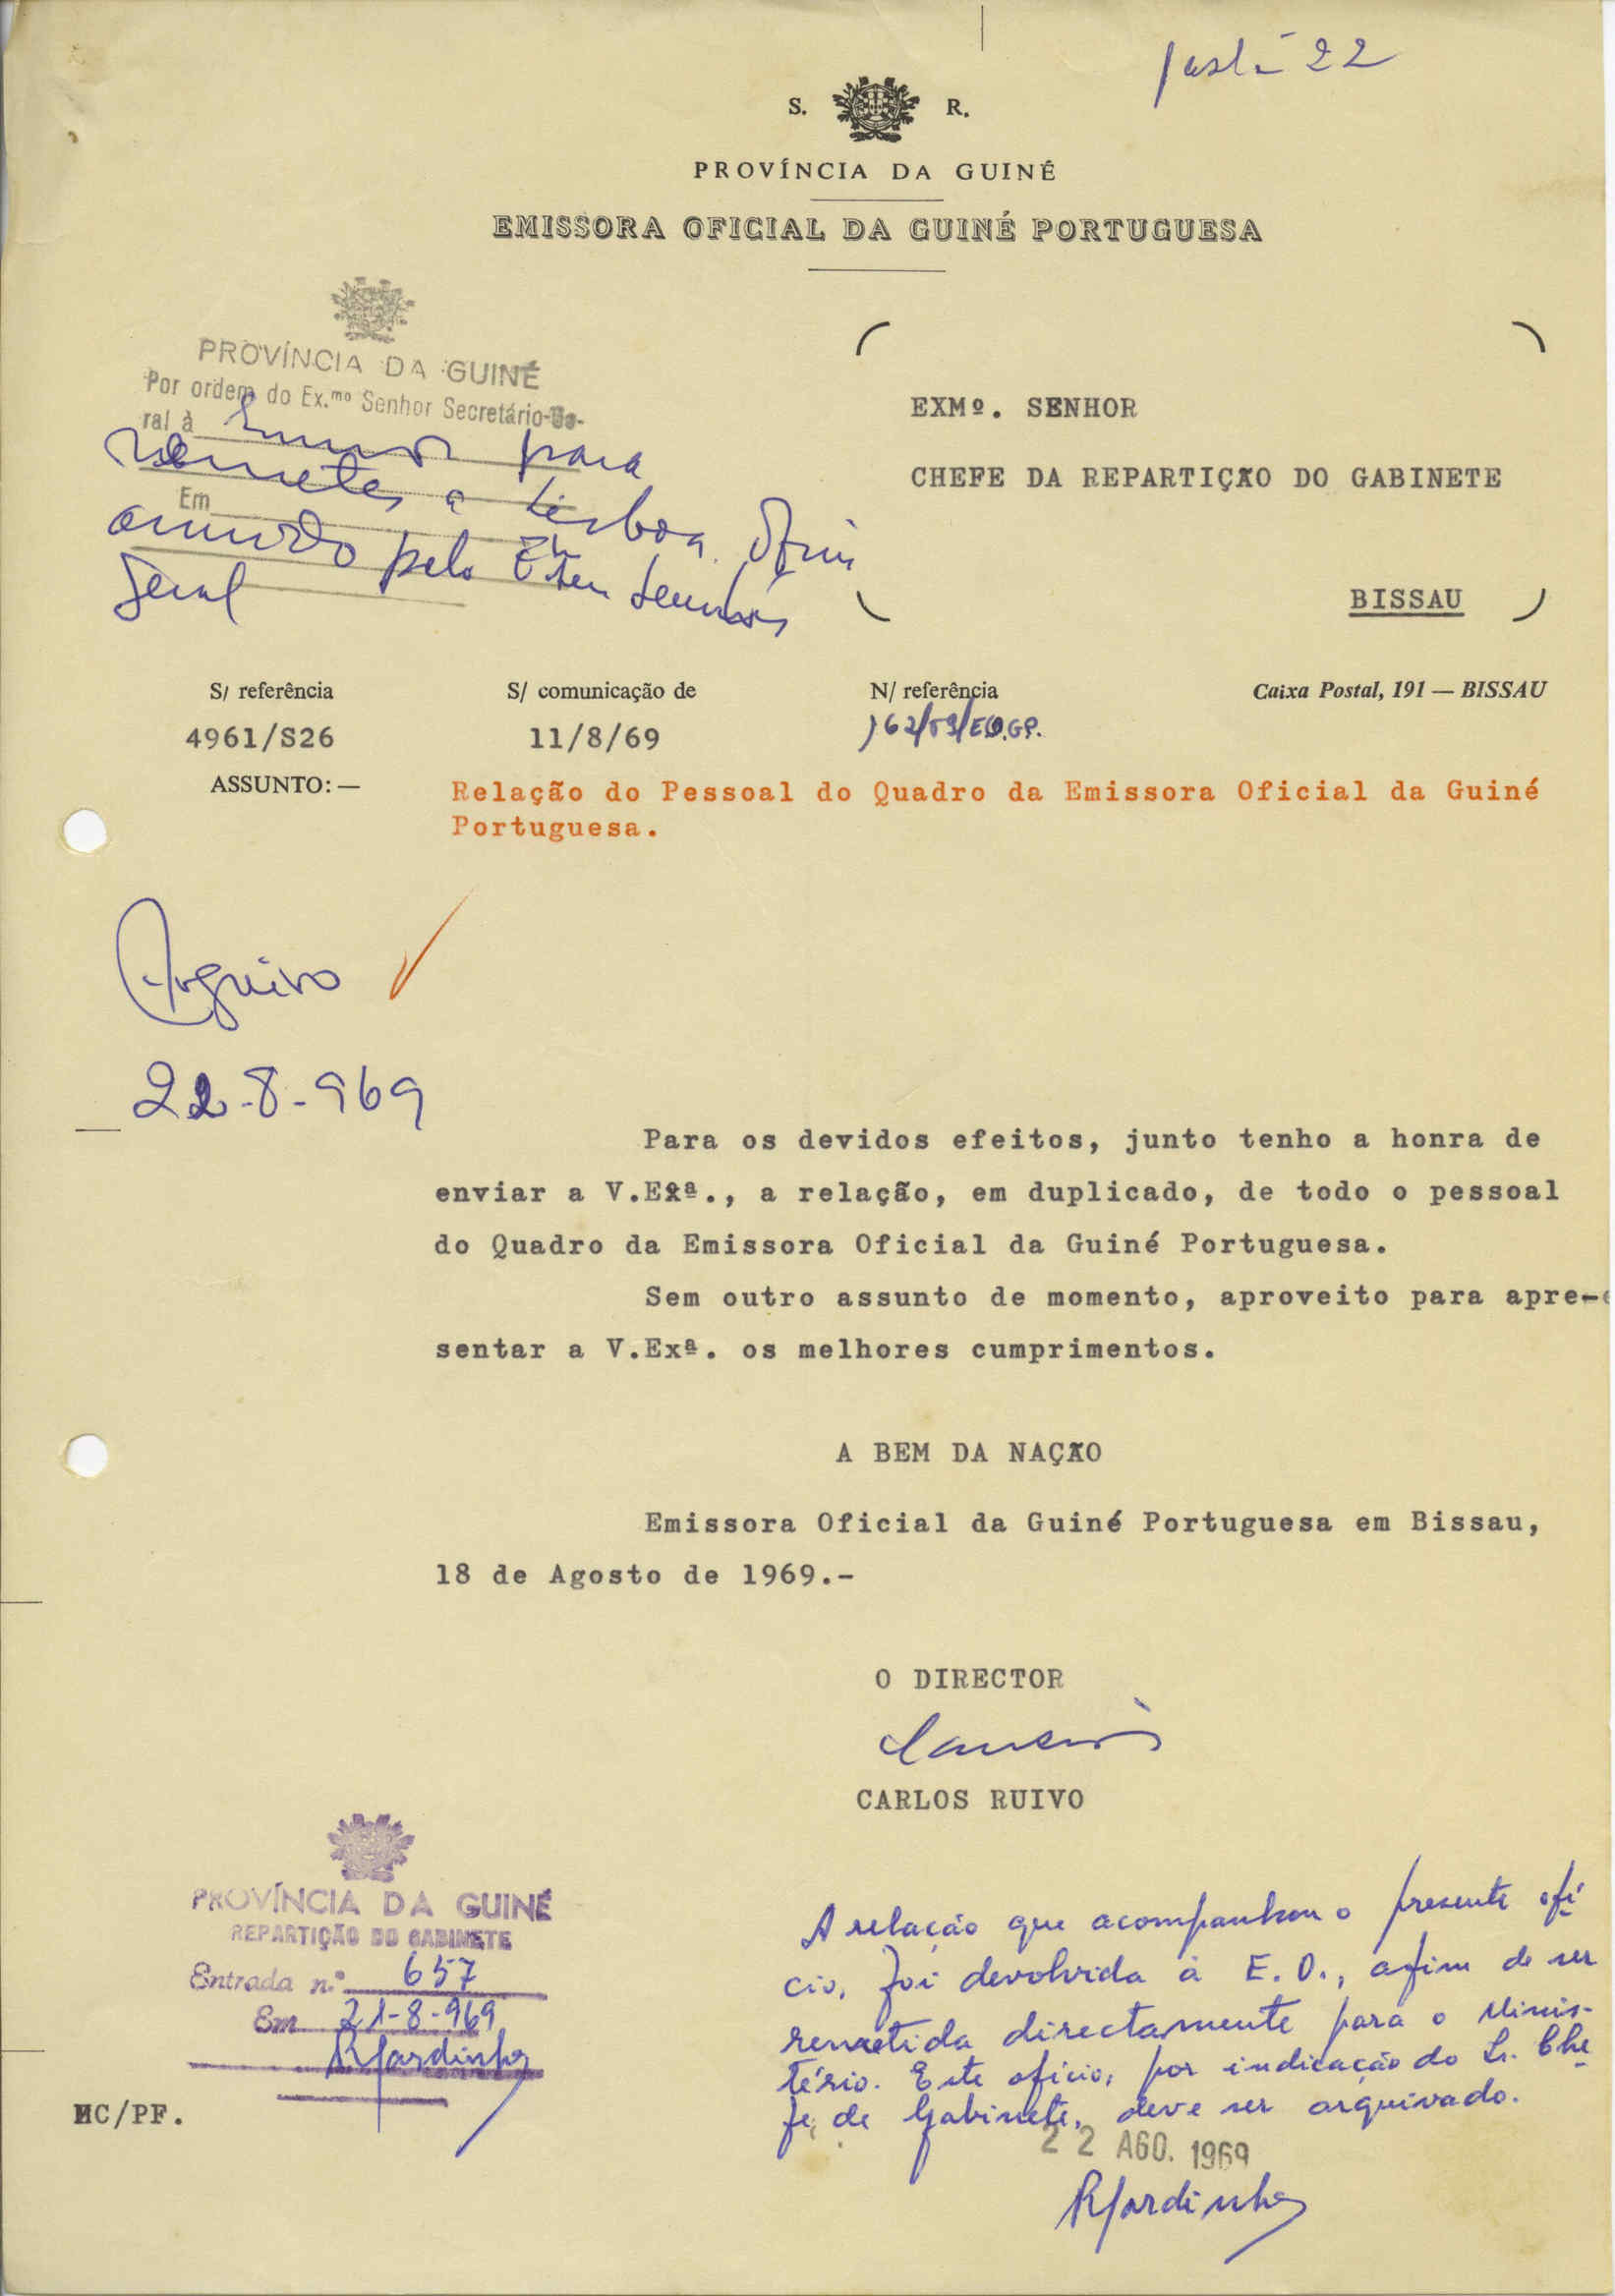 22
S. R.
PROVÍNCIA DA GUINÉ
EMISSORA OFICIAL DA GUINÉ PORTUGUESA
PROVÍNCIA DA GUINÉ
Por ordem do Ex.mo Senhor Secretário-Ge-
ral à
para
Em
a Lisboa
pelo
Geral
EXMº. SENHOR
CHEFE DA REPARTIÇÃO DO GABINETE
BISSAU
S/ referência S/ comunicação de N/ referência Caixa Postal, 191 — BISSAU
4961/S26 11/8/69
ASSUNTO: — Relação do Pessoal do Quadro da Emissora Oficial da Guiné
Portuguesa.
Arquivo
22-8-969
Para os devidos efeitos, junto tenho a honra de
enviar a V.Exª., a relação, em duplicado, de todo o pessoal
do Quadro da Emissora Oficial da Guiné Portuguesa.
Sem outro assunto de momento, aproveito para apre-
sentar a V.Exª. os melhores cumprimentos.
A BEM DA NAÇÃO
Emissora Oficial da Guiné Portuguesa em Bissau,
18 de Agosto de 1969.-
O DIRECTOR
CARLOS RUIVO
PROVÍNCIA DA GUINÉ
REPARTIÇÃO DO GABINETE
Entrada n.º 657
Em 21-8-969
MC/PF.
A relação que acompanhou o presente ofí
cio, foi devolvida à E. O., afim de ser
remetida directamente para o Minis-
tério. Este ofício, por indicação do Sr. Che
fe de Gabinete, deve ser arquivado.
22 AGO. 1969